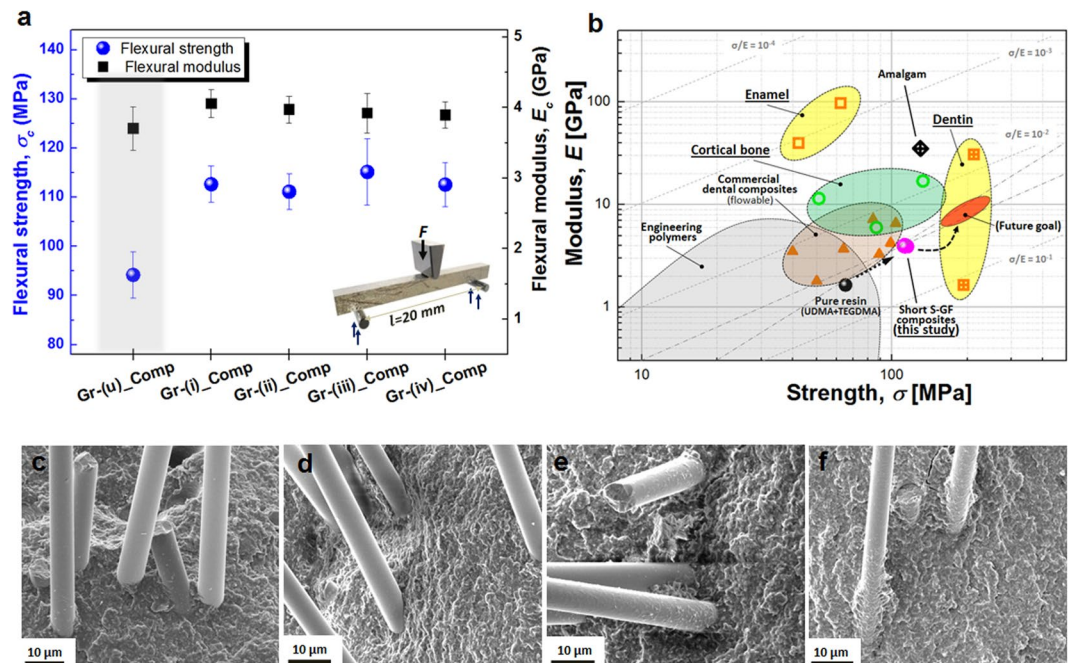 a
Flexural strength
Flexural modulus
Flexural strength, σc (MPa)
140
130
122
110
100
90
80
Flexural modulus, Ec (GPa)
5
4
3
2
1
F
l=20 mm
Gr-(u)_Comp
Gr-(i)_Comp
Gr-(ii)_Comp
Gr-(iii)_Comp
Gr-(iv)_Comp
b
σ/E = 10⁻⁴
σ/E = 10⁻³
σ/E = 10⁻²
σ/E = 10⁻¹
Modulus, E [GPa]
100
10
1
Enamel
Amalgam
Dentin
Cortical bone
Commercial
dental composites
(flowable)
Engineering
polymers
(Future goal)
Pure resin
(UDMA+TEGDMA)
Short S-GF
composites
(this study)
10
100
Strength, σ [MPa]
c
10 µm
d
10 µm
e
10 µm
f
10 µm